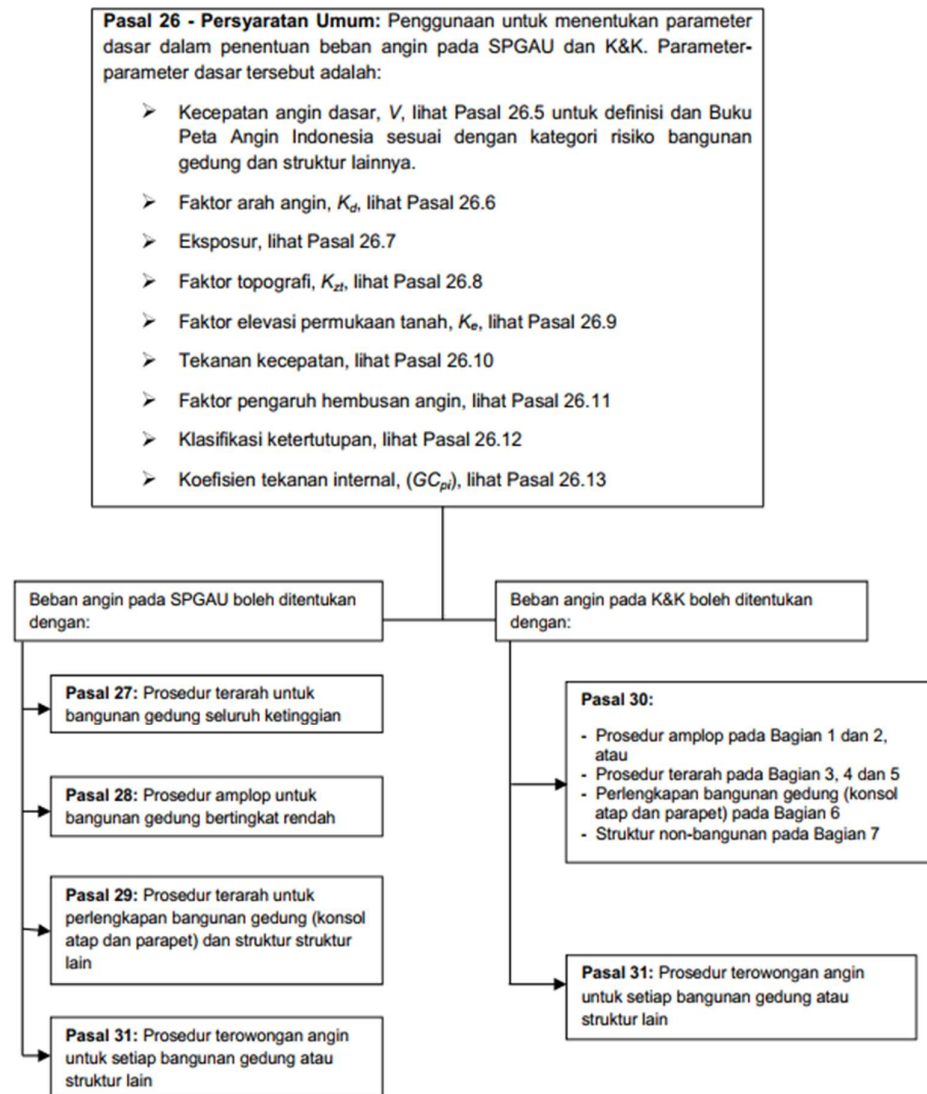 Pasal 26 - Persyaratan Umum: Penggunaan untuk menentukan parameter
dasar dalam penentuan beban angin pada SPGAU dan K&K. Parameter-
parameter dasar tersebut adalah:
➢ Kecepatan angin dasar, V, lihat Pasal 26.5 untuk definisi dan Buku
Peta Angin Indonesia sesuai dengan kategori risiko bangunan
gedung dan struktur lainnya.
➢ Faktor arah angin, Kd, lihat Pasal 26.6
➢ Eksposur, lihat Pasal 26.7
➢ Faktor topografi, Kzt, lihat Pasal 26.8
➢ Faktor elevasi permukaan tanah, Ke, lihat Pasal 26.9
➢ Tekanan kecepatan, lihat Pasal 26.10
➢ Faktor pengaruh hembusan angin, lihat Pasal 26.11
➢ Klasifikasi ketertutupan, lihat Pasal 26.12
➢ Koefisien tekanan internal, (GCpi), lihat Pasal 26.13
Beban angin pada SPGAU boleh ditentukan
dengan:
Pasal 27: Prosedur terarah untuk
bangunan gedung seluruh ketinggian
Pasal 28: Prosedur amplop untuk
bangunan gedung bertingkat rendah
Pasal 29: Prosedur terarah untuk
perlengkapan bangunan gedung (konsol
atap dan parapet) dan struktur struktur
lain
Pasal 31: Prosedur terowongan angin
untuk setiap bangunan gedung atau
struktur lain
Beban angin pada K&K boleh ditentukan
dengan:
Pasal 30:
- Prosedur amplop pada Bagian 1 dan 2,
atau
- Prosedur terarah pada Bagian 3, 4 dan 5
- Perlengkapan bangunan gedung (konsol
atap dan parapet) pada Bagian 6
- Struktur non-bangunan pada Bagian 7
Pasal 31: Prosedur terowongan angin
untuk setiap bangunan gedung atau
struktur lain